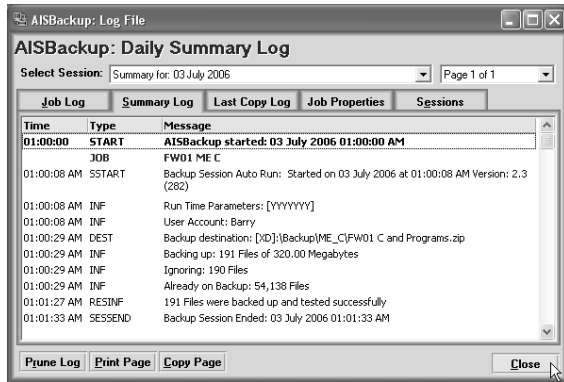 AISBackup: Log File
AISBackup: Daily Summary Log
Select Session: Summary for: 03 July 2006 Page 1 of 1
Job Log Summary Log Last Copy Log Job Properties Sessions
Time Type Message
01:00:00 START AISBackup started: 03 July 2006 01:00:00 AM
JOB FW01 ME C
01:00:08 AM SSTART Backup Session Auto Run: Started on 03 July 2006 at 01:00:08 AM Version: 2.3
(282)
01:00:08 AM INF Run Time Parameters: [YYYYYYY]
01:00:08 AM INF User Account: Barry
01:00:29 AM DEST Backup destination: [XD]:\Backup\ME_C\FW01 C and Programs.zip
01:00:29 AM INF Backing up: 191 Files of 320.00 Megabytes
01:00:29 AM INF Ignoring: 190 Files
01:00:29 AM INF Already on Backup: 54,138 Files
01:01:27 AM RESINF 191 Files were backed up and tested successfully
01:01:33 AM SESSEND Backup Session Ended: 03 July 2006 01:01:33 AM
Prune Log Print Page Copy Page Close